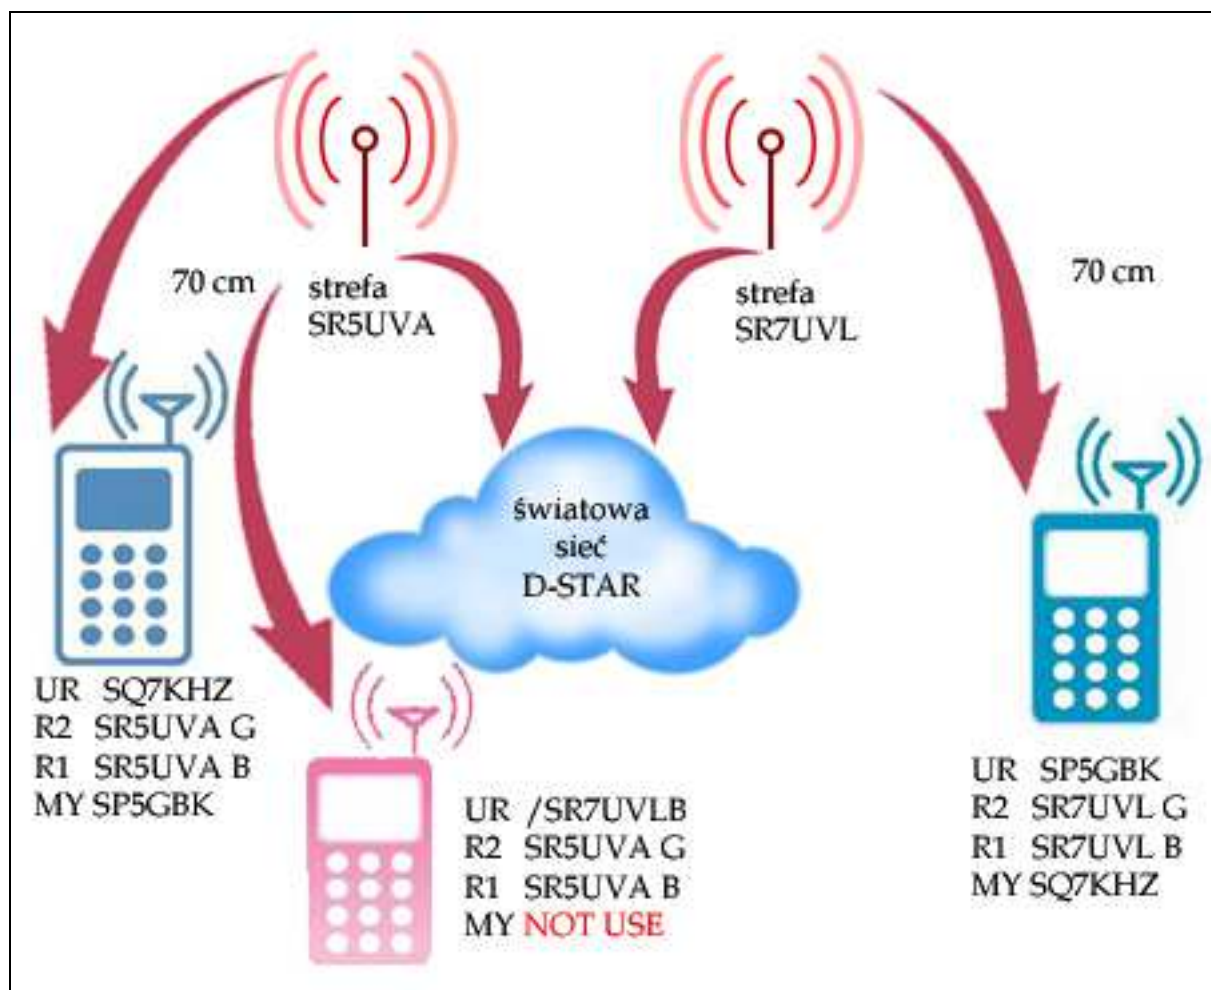 70 cm
strefa
SR5UVA
strefa
SR7UVL
70 cm
światowa
sieć
D-STAR
UR SQ7KHZ
R2 SR5UVA G
R1 SR5UVA B
MY SP5GBK
UR /SR7UVLB
R2 SR5UVA G
R1 SR5UVA B
MY NOT USE
UR SP5GBK
R2 SR7UVL G
R1 SR7UVL B
MY SQ7KHZ